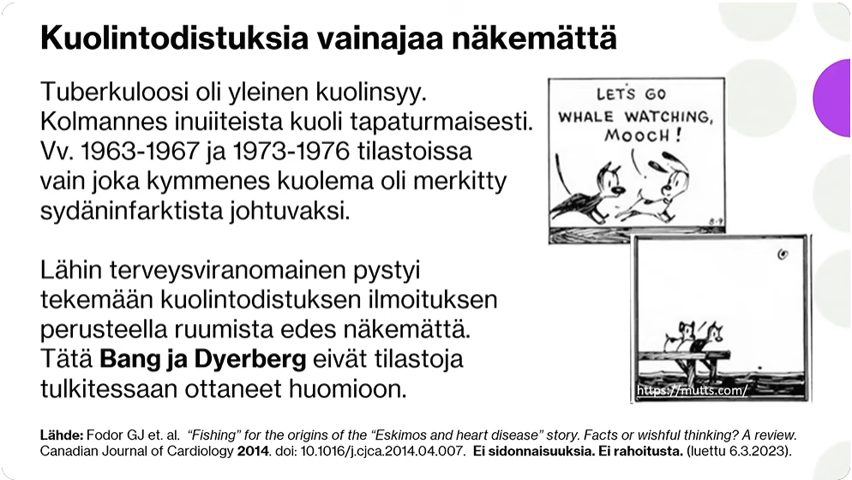 Kuolintodistuksia vainajaa näkemättä
Tuberkuloosi oli yleinen kuolinsyy.
Kolmannes inuiiteista kuoli tapaturmaisesti.
Vv. 1963-1967 ja 1973-1976 tilastoissa
vain joka kymmenes kuolema oli merkitty
sydäninfarktista johtuvaksi.
Lähin terveysviranomainen pystyi
tekemään kuolintodistuksen ilmoituksen
perusteella ruumista edes näkemättä.
Tätä Bang ja Dyerberg eivät tilastoja
tulkitessaan ottaneet huomioon.
LET'S GO
WHALE WATCHING,
MOOCH!
8-9
https://mutts.com/
Lähde: Fodor GJ et. al. “Fishing” for the origins of the “Eskimos and heart disease” story. Facts or wishful thinking? A review.
Canadian Journal of Cardiology 2014. doi: 10.1016/j.cjca.2014.04.007. Ei sidonnaisuuksia. Ei rahoitusta. (luettu 6.3.2023).